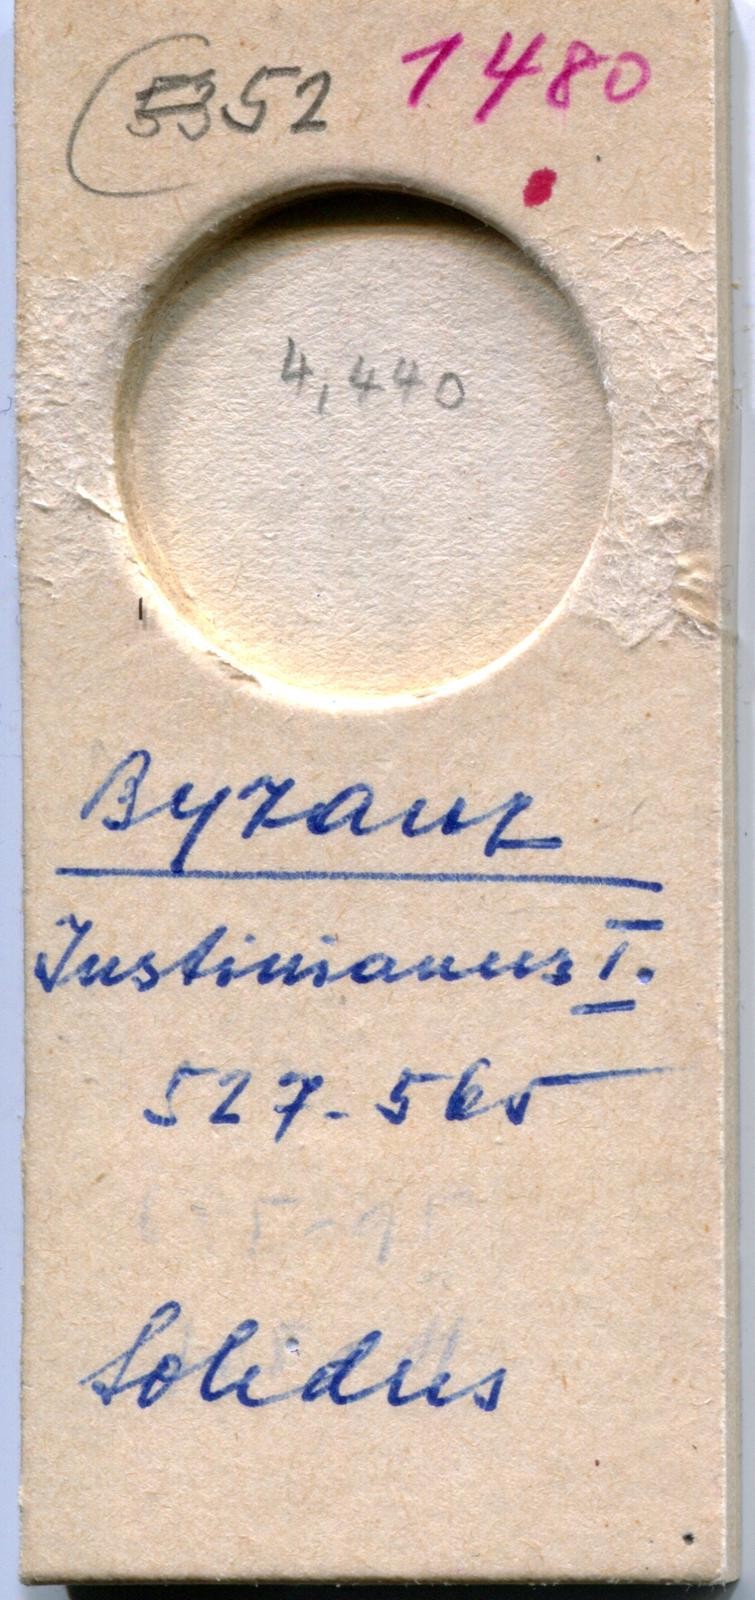 5352 1480
4,440
Byzanz
Justinianus I.
527-565
Solidus